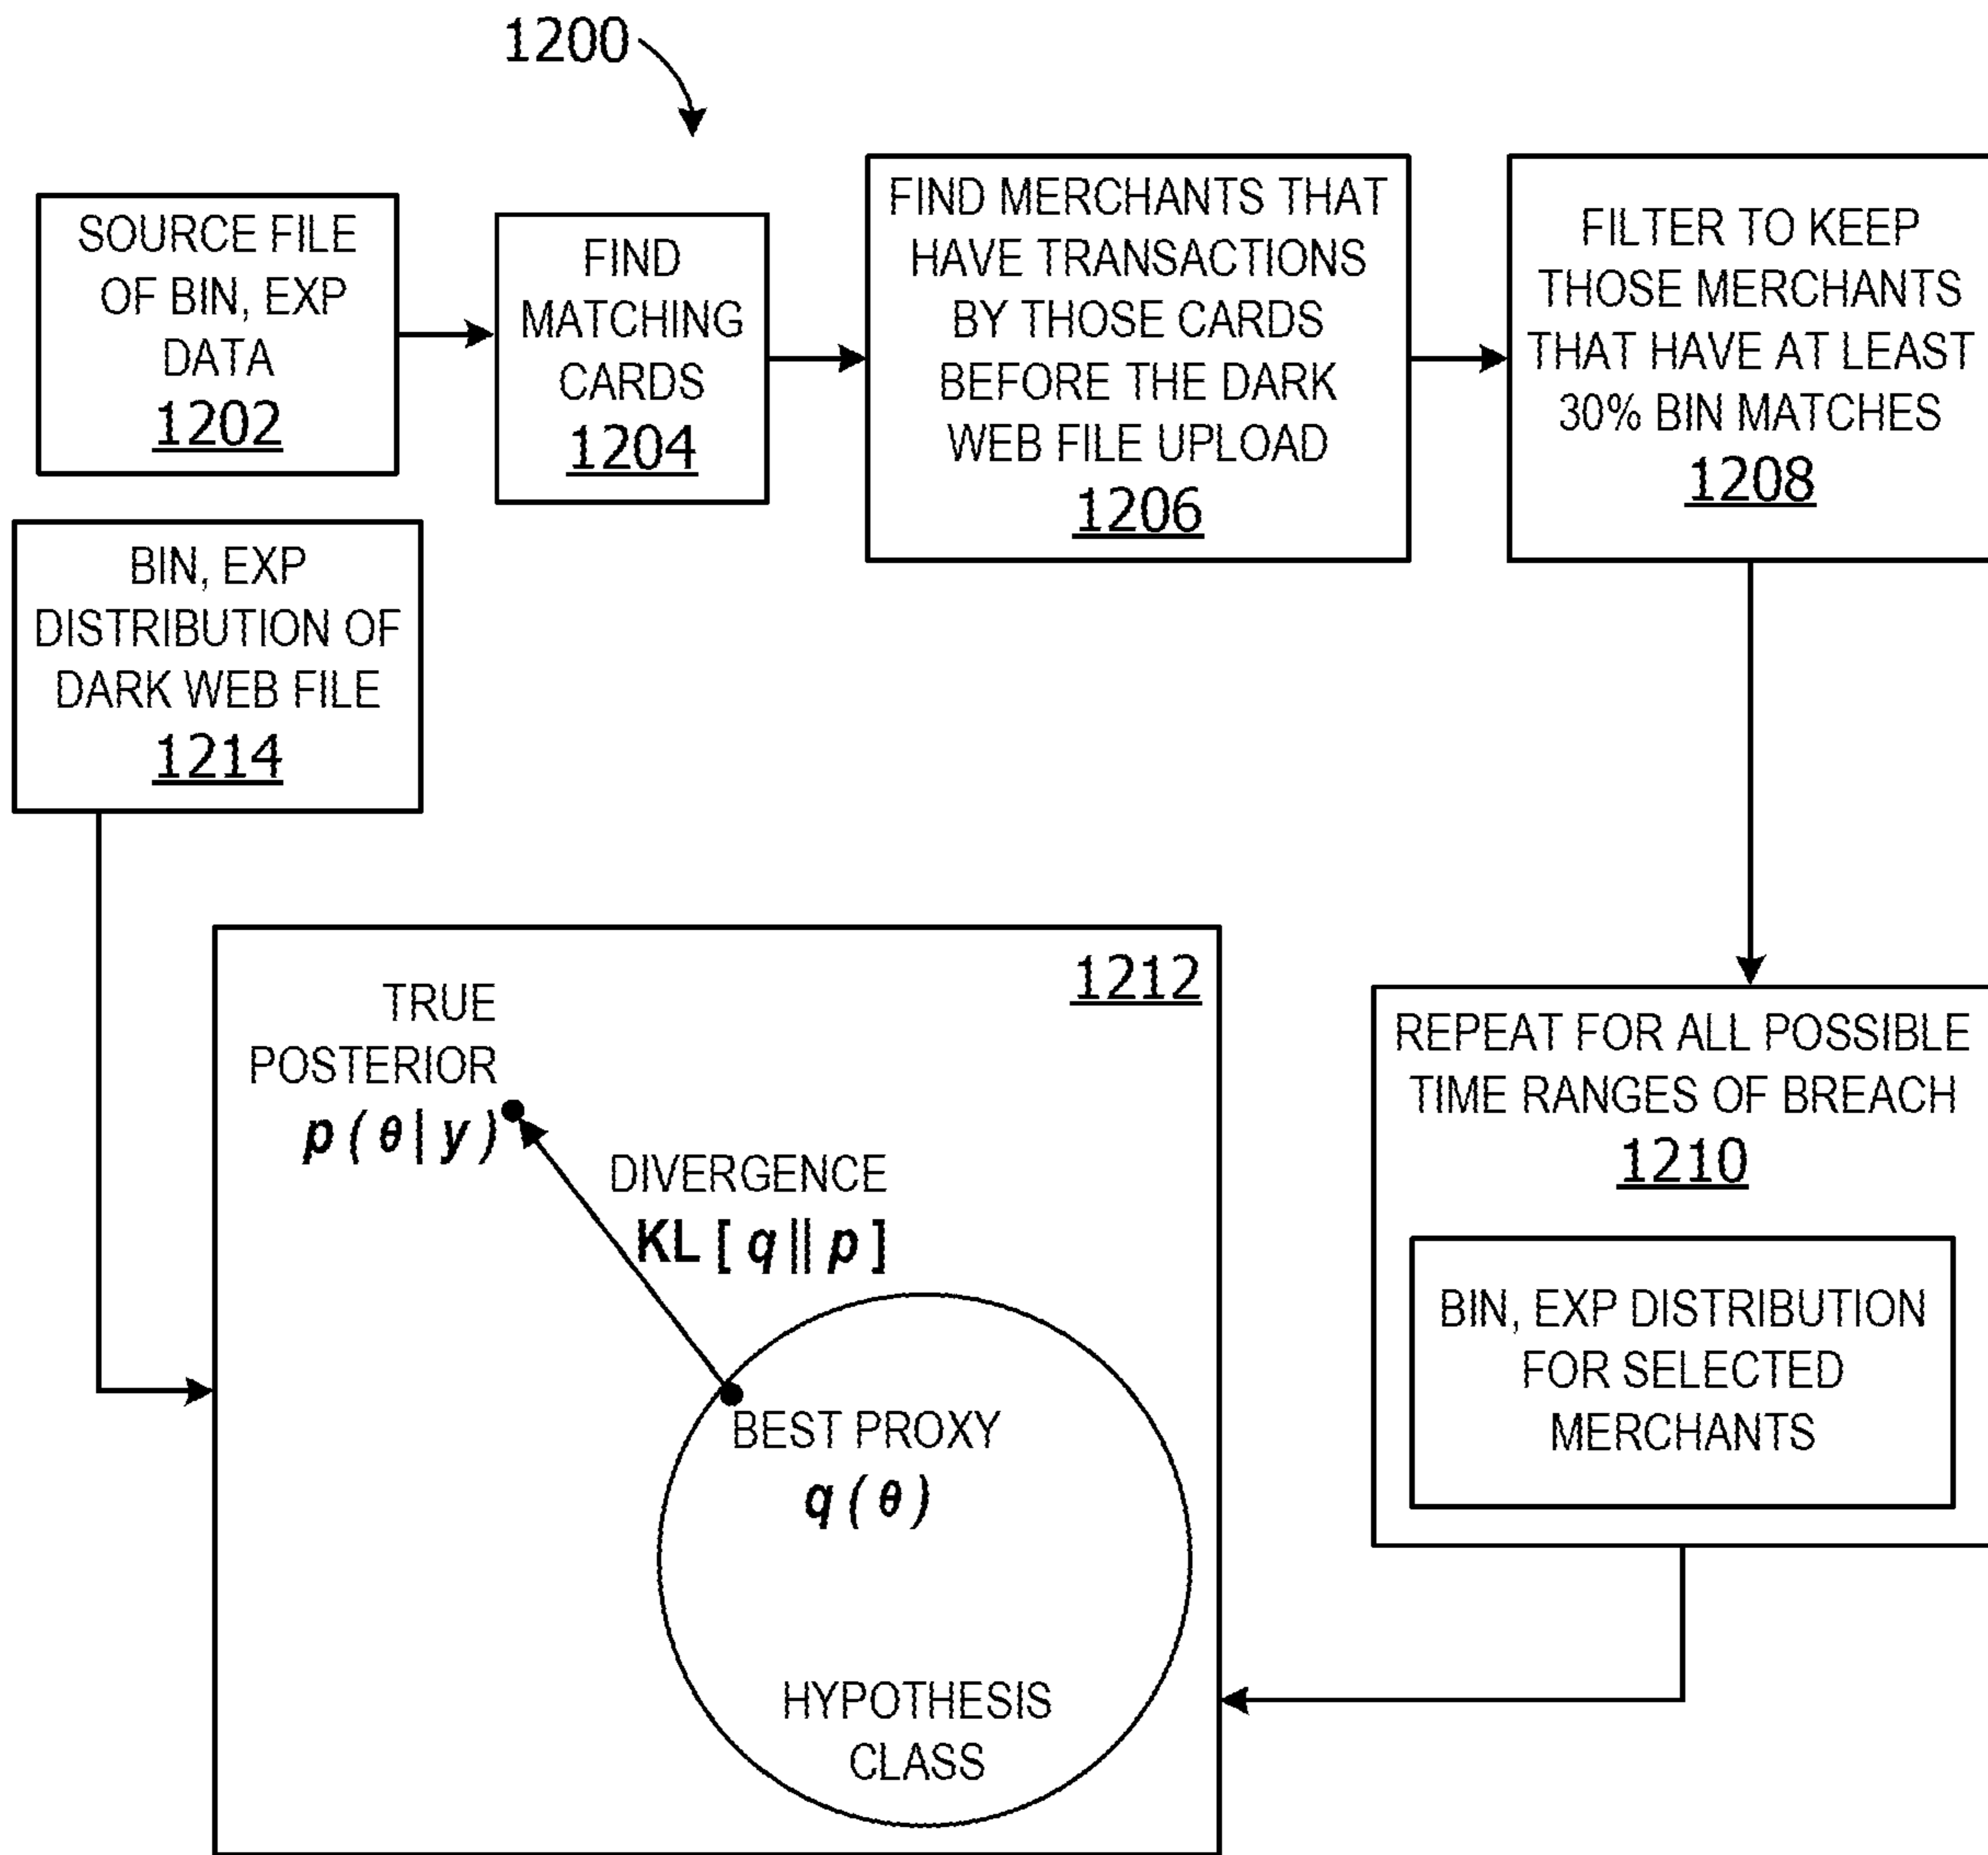 1200
SOURCE FILE
OF BIN, EXP
DATA
1202
FIND
MATCHING
CARDS
1204
FIND MERCHANTS THAT
HAVE TRANSACTIONS
BY THOSE CARDS
BEFORE THE DARK
WEB FILE UPLOAD
1206
FILTER TO KEEP
THOSE MERCHANTS
THAT HAVE AT LEAST
30% BIN MATCHES
1208
BIN, EXP
DISTRIBUTION OF
DARK WEB FILE
1214
1212
TRUE
POSTERIOR
p(θ|y)
DIVERGENCE
KL[q||p]
BEST PROXY
q(θ)
HYPOTHESIS
CLASS
REPEAT FOR ALL POSSIBLE
TIME RANGES OF BREACH
1210
BIN, EXP DISTRIBUTION
FOR SELECTED
MERCHANTS